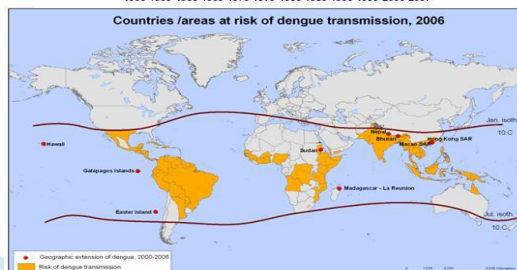 Countries /areas at risk of dengue transmission, 2006
Jan. isoth
10 C
Hawaii
Nepal
Bhutan
Hong Kong SAR
Macao SAR
Sudan
Galapagos islands
Madagascar - La Reunion
Easter island
Jul. isoth.
10.C
Geographic extension of dengue, 2000-2006
Risk of dengue transmission